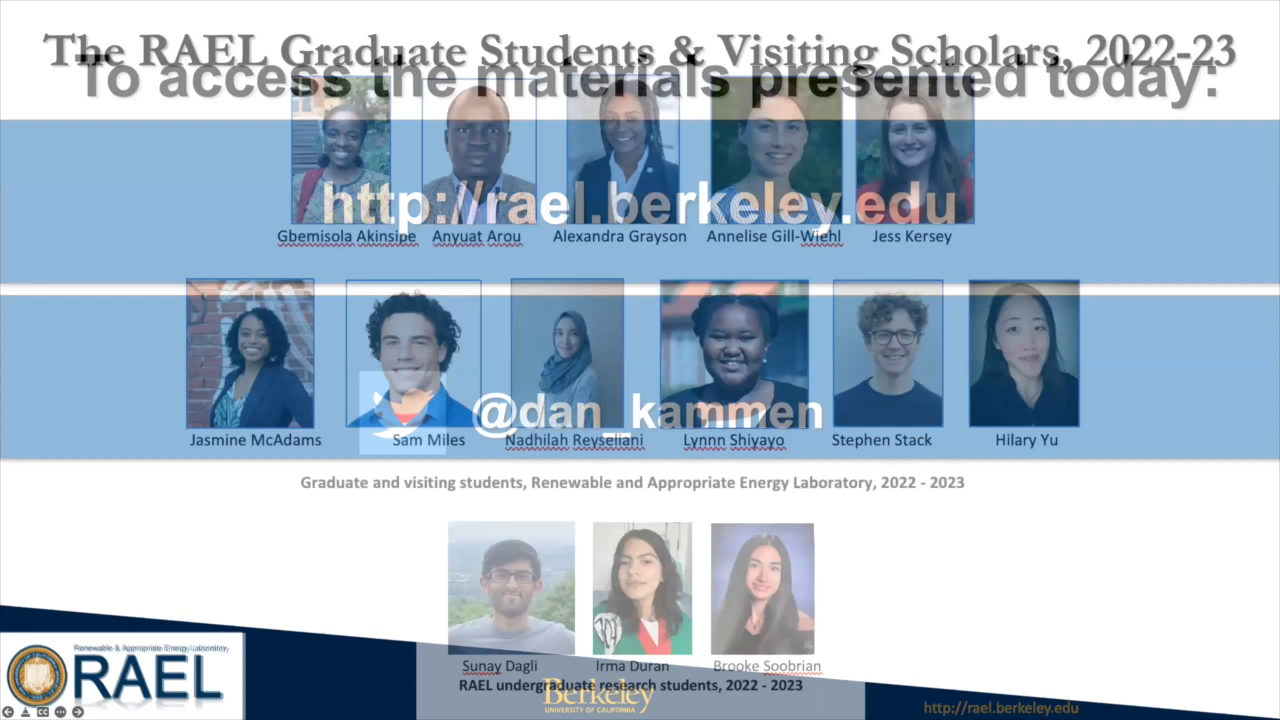 The RAEL Graduate Students & Visiting Scholars, 2022-23
To access the materials presented today:
http://rael.berkeley.edu
Gbemisola Akinsipe Anyuat Arou Alexandra Grayson Annelise Gill-Wiehl Jess Kersey
@dan_kammen
Jasmine McAdams Sam Miles Nadhilah Reyseliani Lynnn Shiyayo Stephen Stack Hilary Yu
Graduate and visiting students, Renewable and Appropriate Energy Laboratory, 2022 - 2023
Sunay Dagli Irma Duran Brooke Soobrian
RAEL undergraduate research students, 2022 - 2023
Renewable & Appropriate Energy Laboratory
RAEL
Berkeley
UNIVERSITY OF CALIFORNIA
http://rael.berkeley.edu